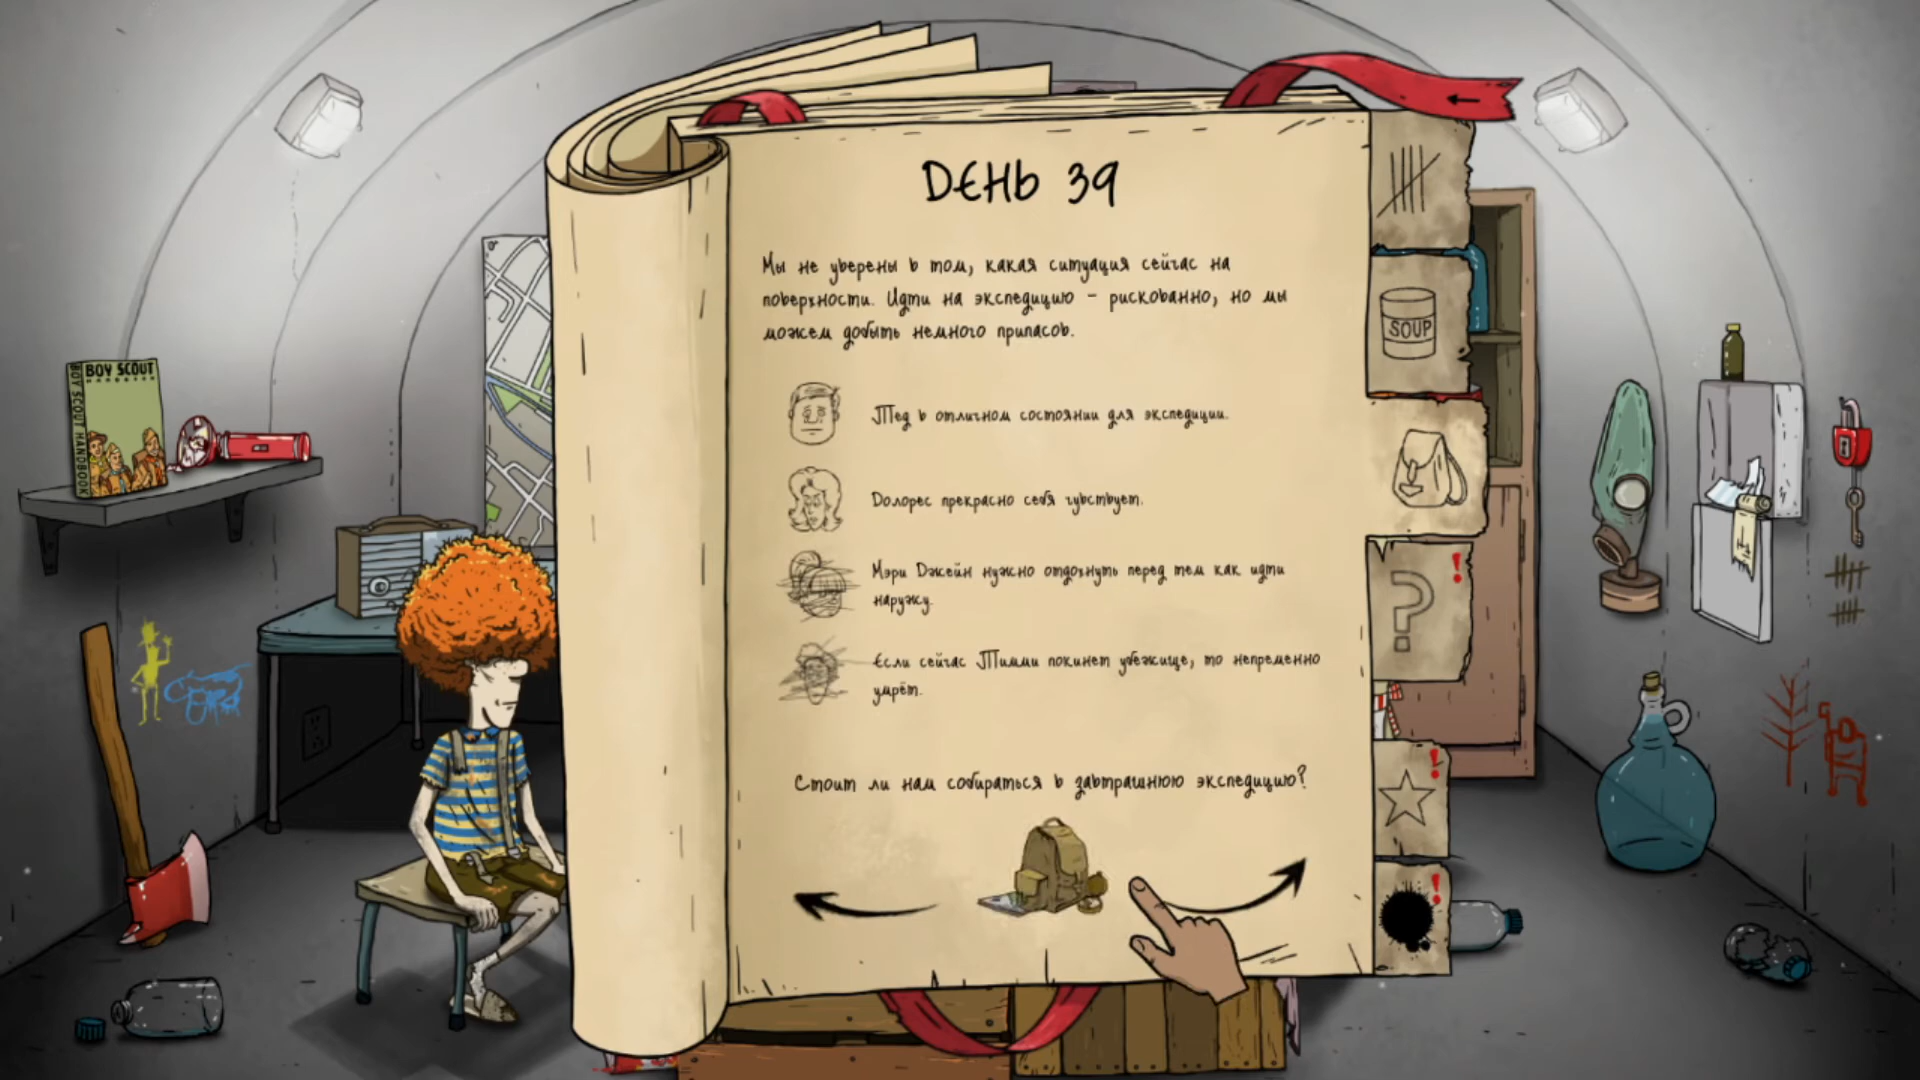 ДЕНЬ 39
Мы не уверены в том, какая ситуация сейчас на
поверхности. Идти на экспедицию - рискованно, но мы
можем добыть немного припасов.
Тед в отличном состоянии для экспедиции.
Долорес прекрасно себя чувствует.
Мэри Джейн нужно отдохнуть перед тем как идти
наружу.
Если сейчас Тимми покинет убежище, то непременно
умрёт.
Стоит ли нам собираться в завтрашнюю экспедицию?
SOUP
?
!
!
!
BOY SCOUT
HANDBOOK
BOY SCOUT HANDBOOK